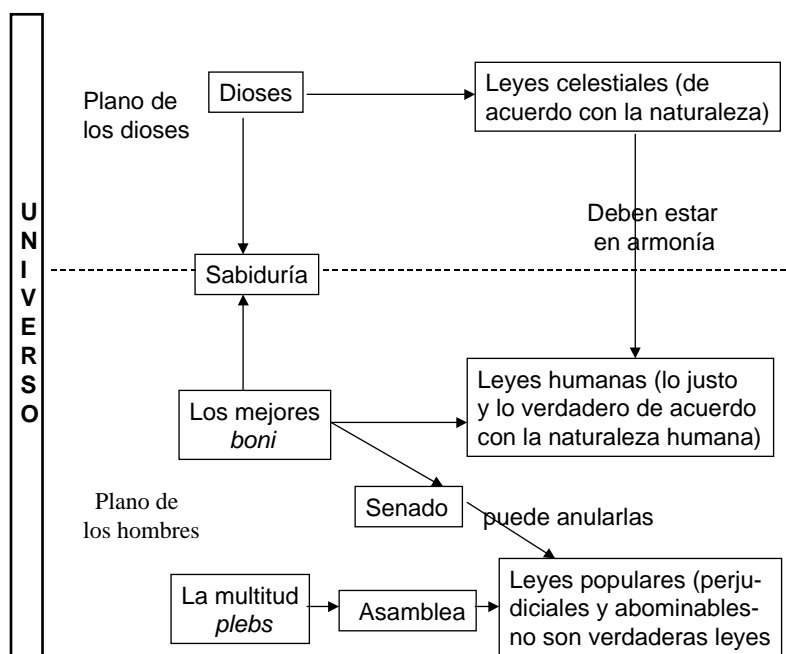 UNIVERSO
Plano de
los dioses
Dioses
Leyes celestiales (de
acuerdo con la naturaleza)
Deben estar
en armonía
Sabiduría
Los mejores
boni
Leyes humanas (lo justo
y lo verdadero de acuerdo
con la naturaleza humana)
Plano de
los hombres
Senado
puede anularlas
La multitud
plebs
Asamblea
Leyes populares (perju-
diciales y abominables-
no son verdaderas leyes